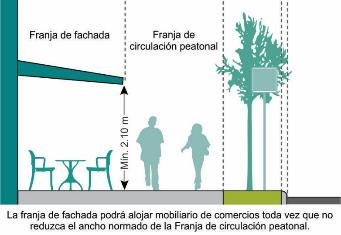 Franja de fachada
Franja de
circulación peatonal
Mín. 2.10 m
La franja de fachada podrá alojar mobiliario de comercios toda vez que no
reduzca el ancho normado de la Franja de circulación peatonal.